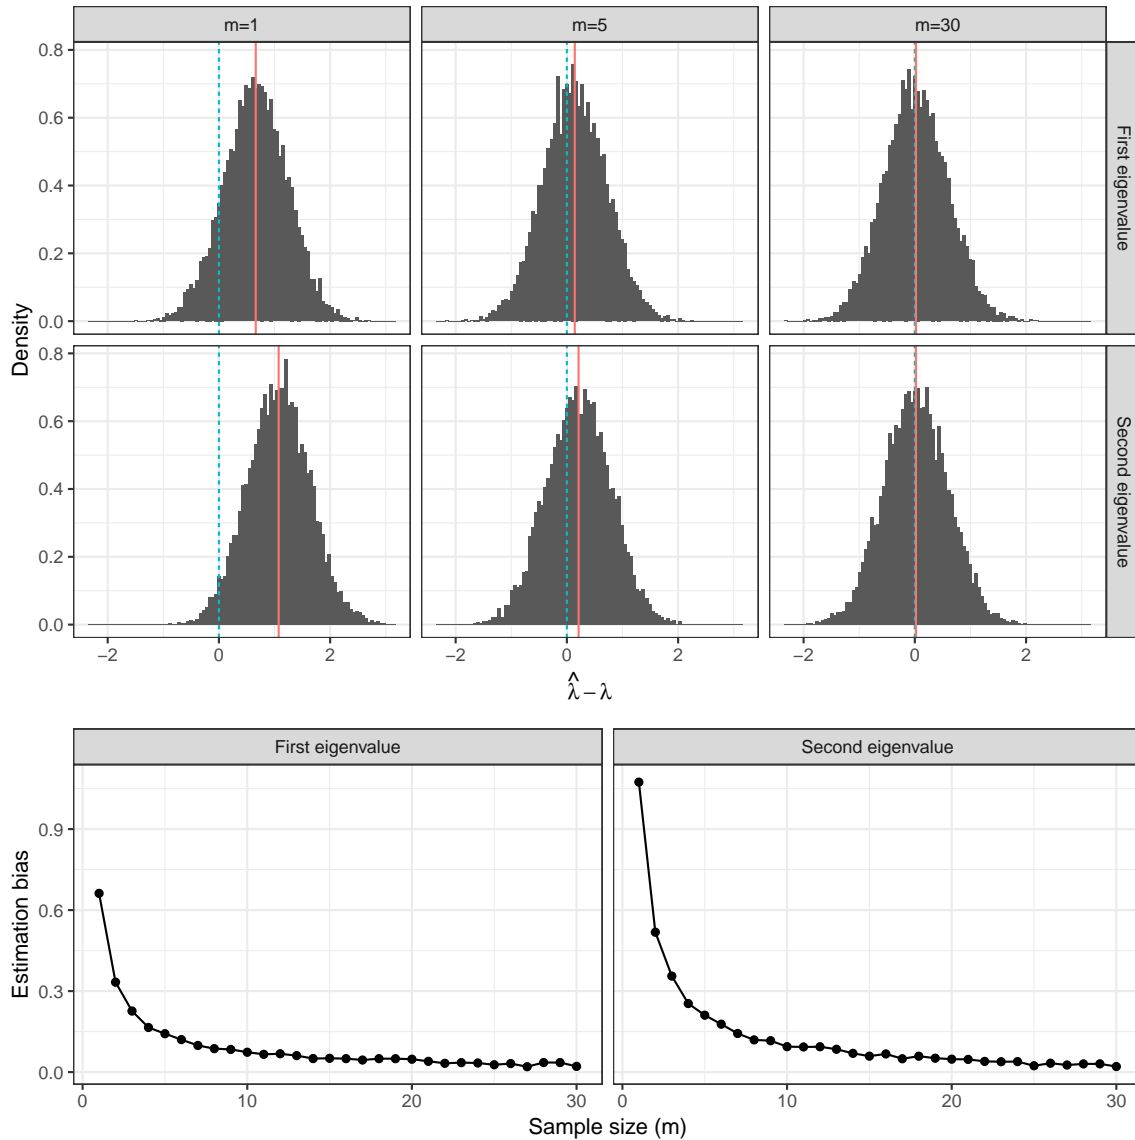 m=1 m=5 m=30
0.8
0.6
0.4
0.2
0.0
First eigenvalue
Density
0.8
0.6
0.4
0.2
0.0
Second eigenvalue
−2 0 2 −2 0 2 −2 0 2
λ̂ − λ
First eigenvalue Second eigenvalue
0.9
0.6
0.3
0.0
Estimation bias
0 10 20 30 0 10 20 30
Sample size (m)